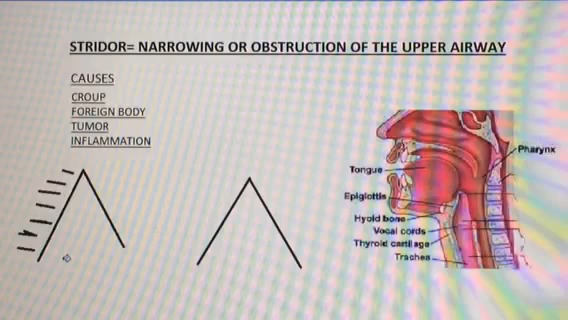 STRIDOR= NARROWING OR OBSTRUCTION OF THE UPPER AIRWAY
CAUSES
CROUP
FOREIGN BODY
TUMOR
INFLAMMATION
Pharynx
Tongue
Epiglottis
Hyoid bone
Vocal cords
Thyroid cartilage
Trachea